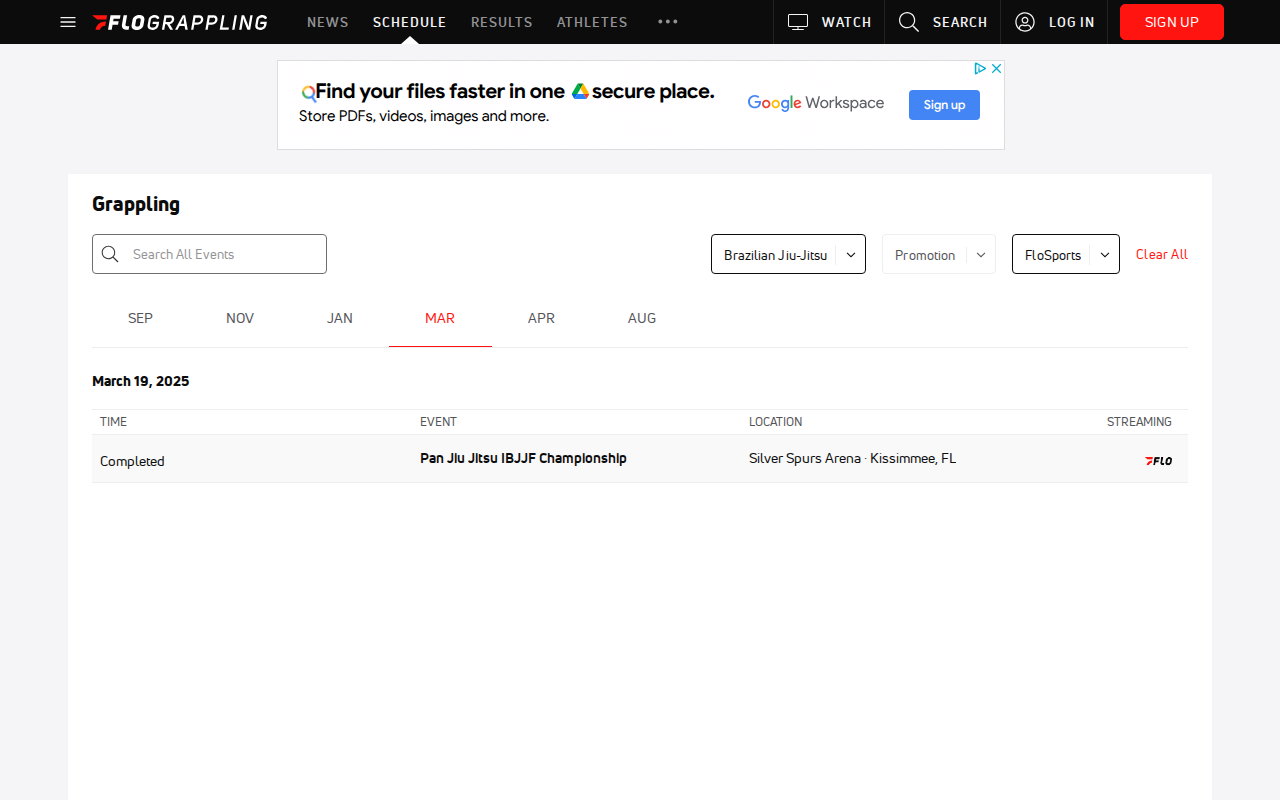 FLOGRAPPLING NEWS SCHEDULE RESULTS ATHLETES WATCH SEARCH LOG IN SIGN UP
Find your files faster in one secure place.
Store PDFs, videos, images and more.
Google Workspace
Sign up
Grappling
Search All Events
Brazilian Jiu-Jitsu
Promotion
FloSports
Clear All
SEP NOV JAN MAR APR AUG
March 19, 2025
TIME EVENT LOCATION STREAMING
Completed Pan Jiu Jitsu IBJJF Championship Silver Spurs Arena · Kissimmee, FL FLO